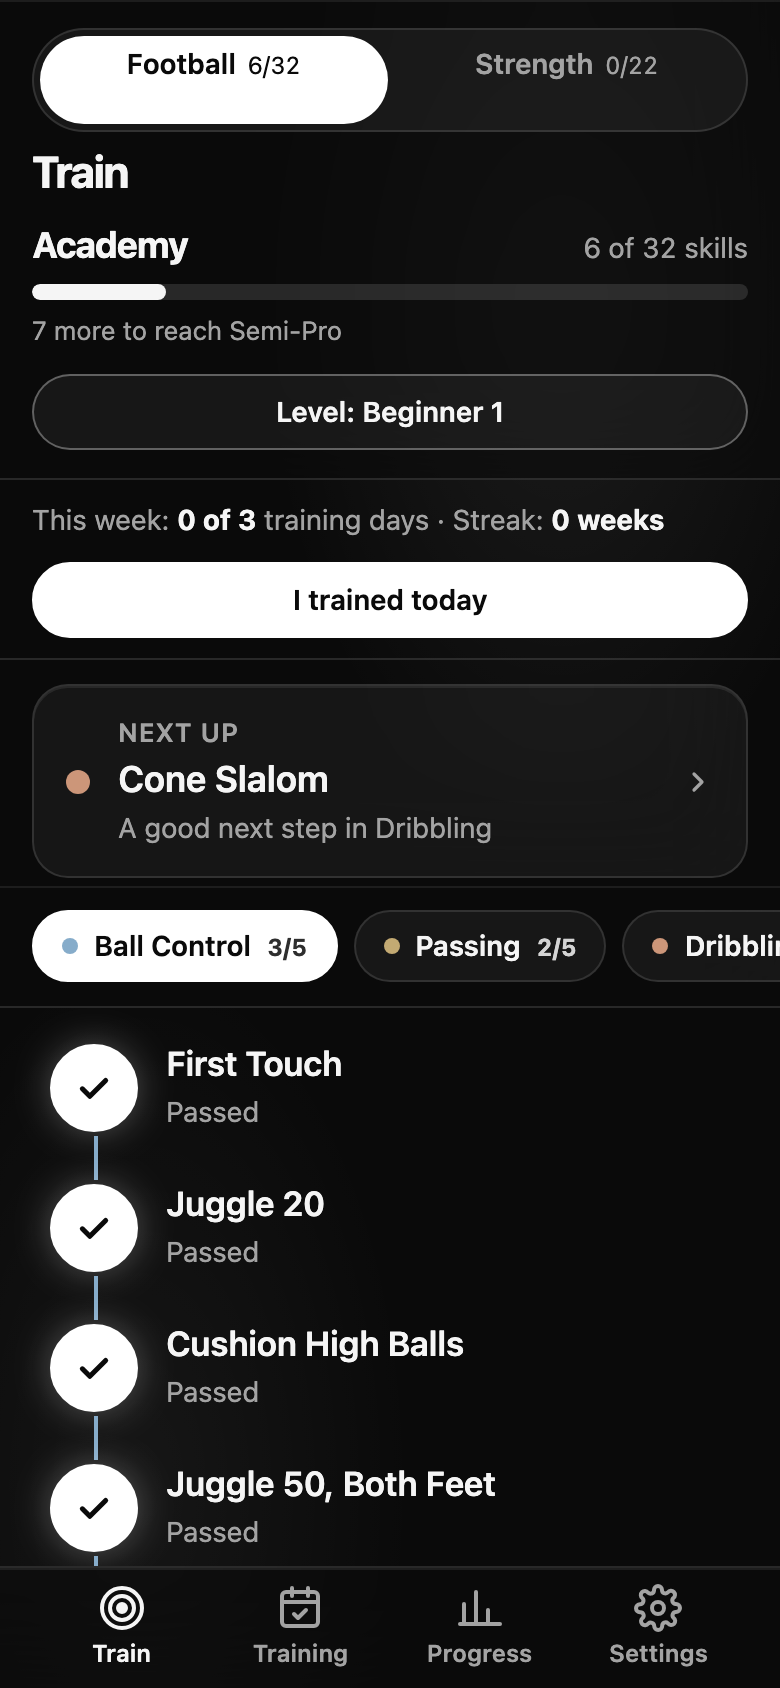 Football 6/32
Strength 0/22
Train
Academy
6 of 32 skills
7 more to reach Semi-Pro
Level: Beginner 1
This week: 0 of 3 training days · Streak: 0 weeks
I trained today
NEXT UP
Cone Slalom
A good next step in Dribbling
Ball Control 3/5
Passing 2/5
Dribblin
First Touch
Passed
Juggle 20
Passed
Cushion High Balls
Passed
Juggle 50, Both Feet
Passed
Train
Training
Progress
Settings